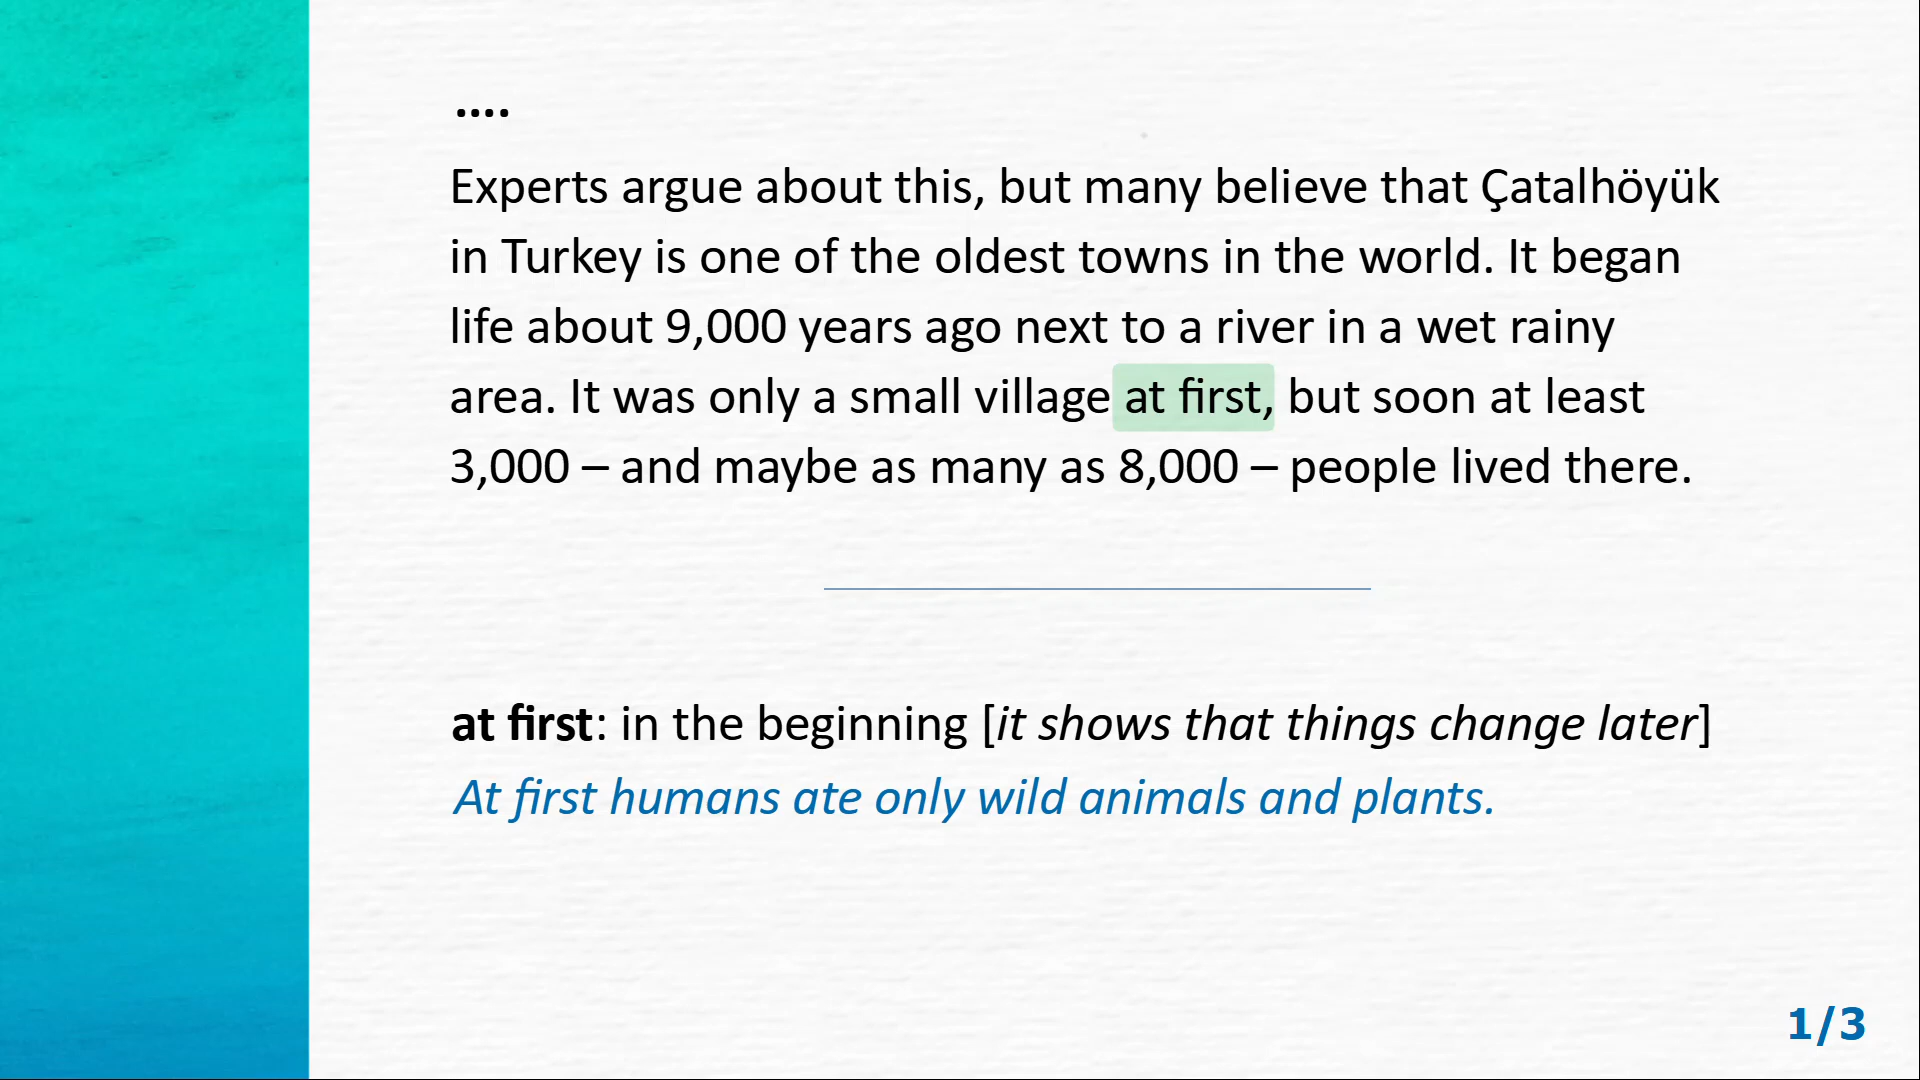 ....
Experts argue about this, but many believe that Çatalhöyük
in Turkey is one of the oldest towns in the world. It began
life about 9,000 years ago next to a river in a wet rainy
area. It was only a small village at first, but soon at least
3,000 – and maybe as many as 8,000 – people lived there.
at first: in the beginning [it shows that things change later]
At first humans ate only wild animals and plants.
1/3